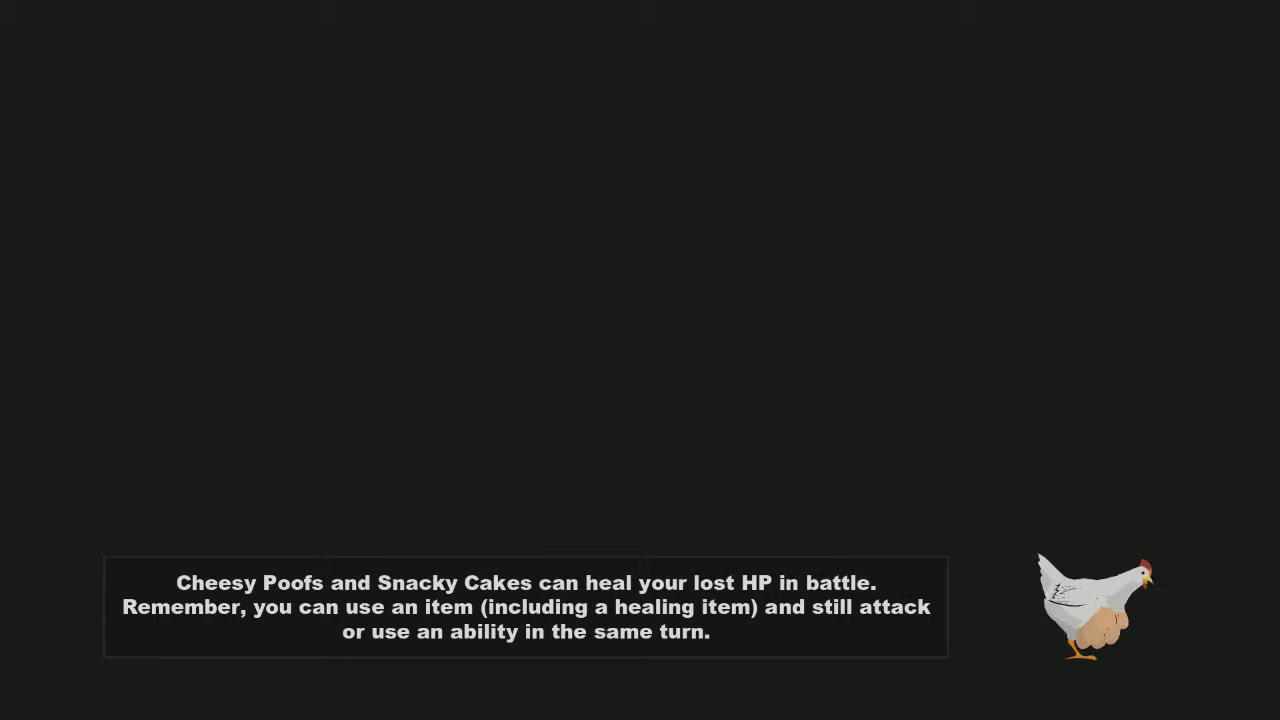 Cheesy Poofs and Snacky Cakes can heal your lost HP in battle.
Remember, you can use an item (including a healing item) and still attack
or use an ability in the same turn.